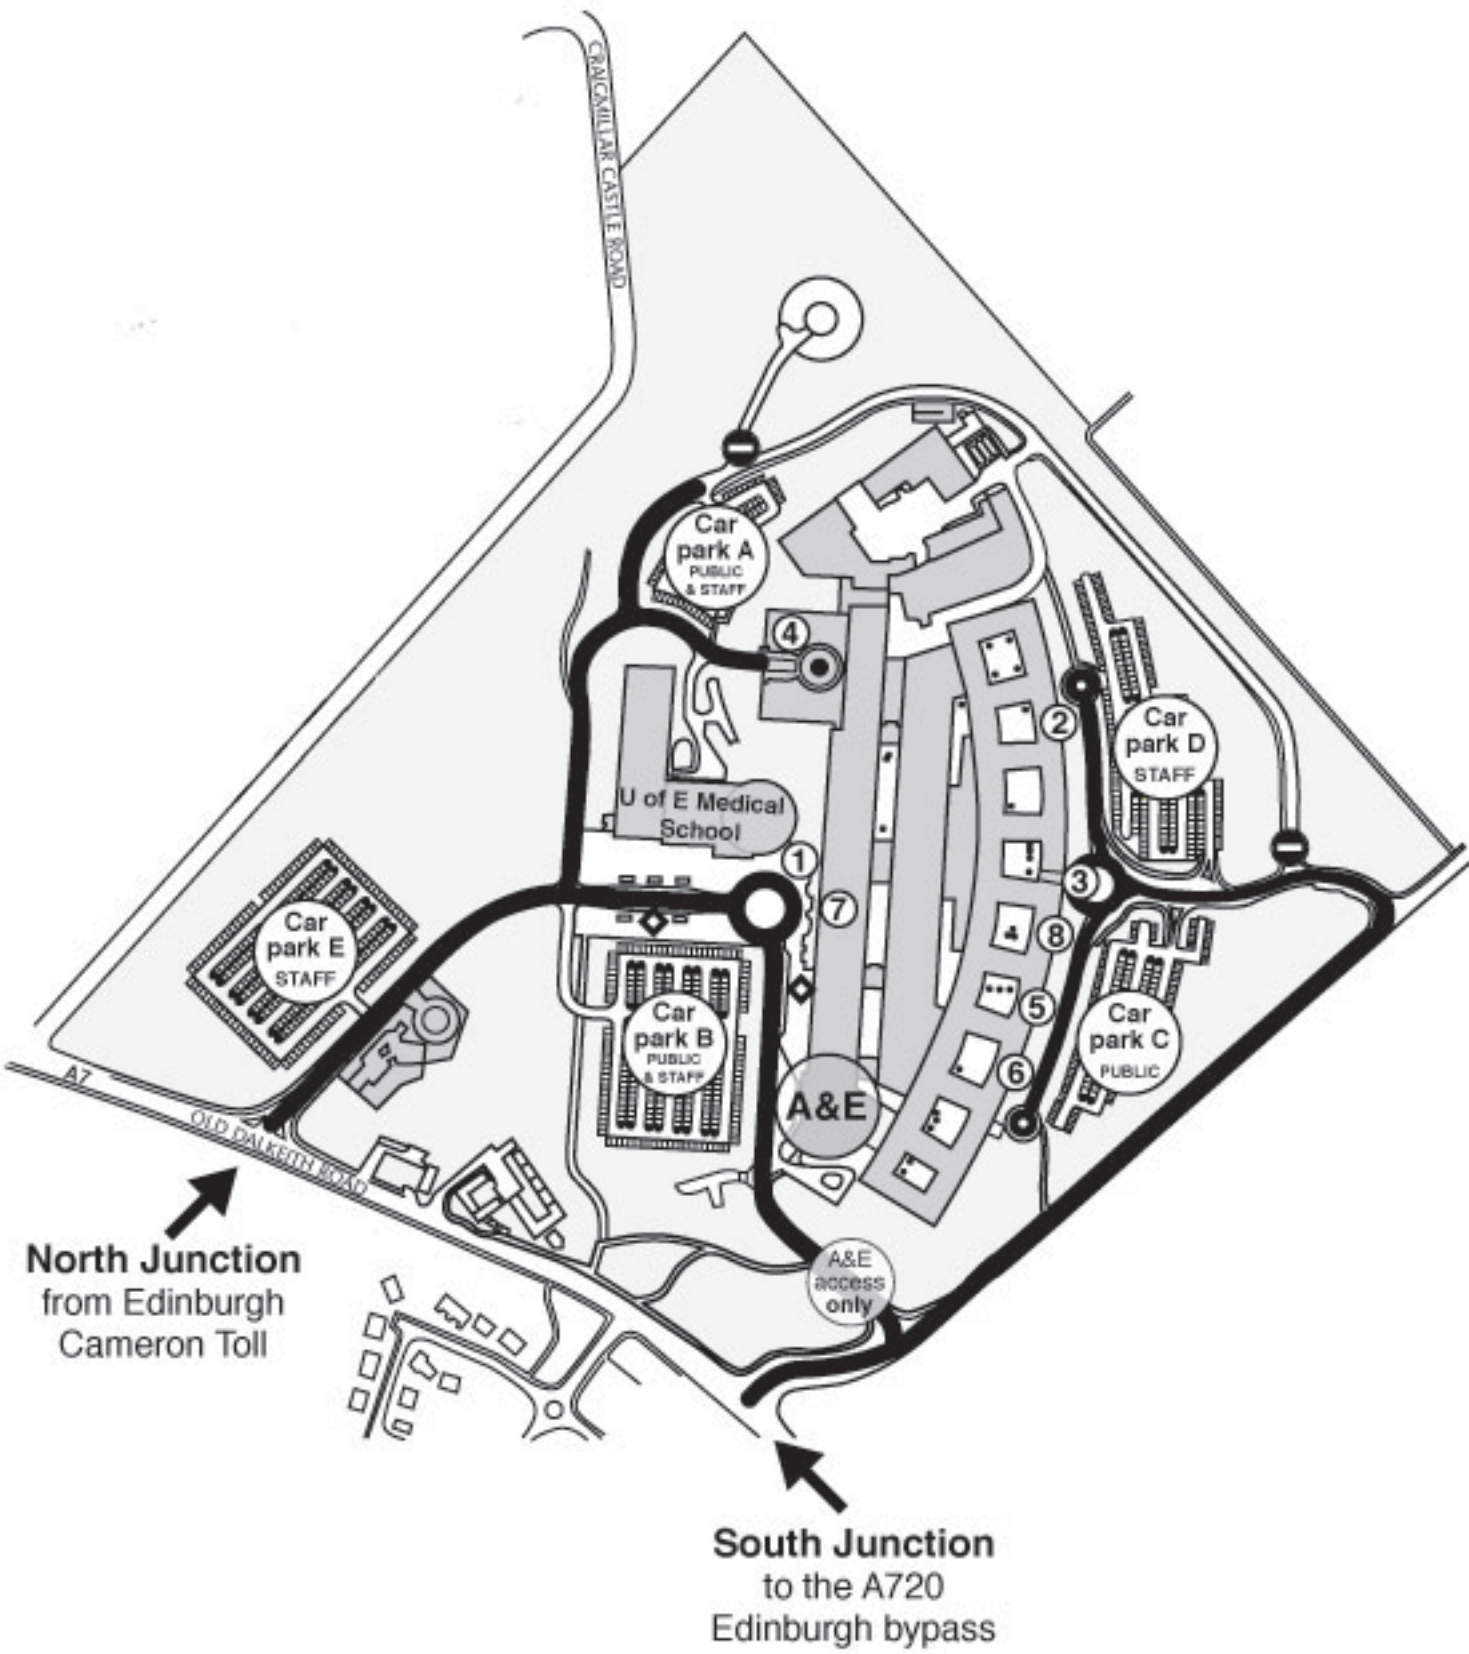 CRAIGMILLAR CASTLE ROAD
Car
park A
PUBLIC
& STAFF
4
2
Car
park D
STAFF
U of E Medical
School
1
3
7
8
Car
park E
STAFF
5
Car
park B
PUBLIC
& STAFF
Car
park C
PUBLIC
6
A7
A&E
OLD DALKEITH ROAD
North Junction
from Edinburgh
Cameron Toll
A&E
access
only
South Junction
to the A720
Edinburgh bypass